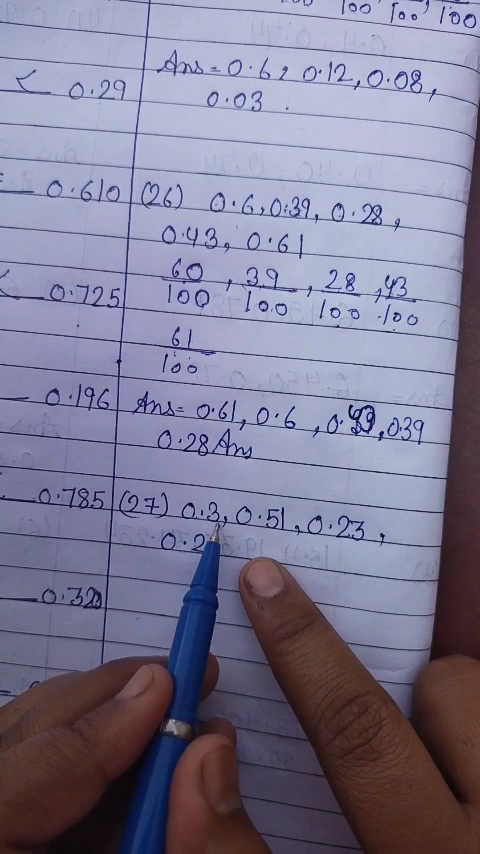 100 100, 100
Ans = 0.6, 0.12, 0.08,
< 0.29
0.03.
0.610
(26) 0.6, 0.39, 0.28,
0.43, 0.61
60/100, 39/100, 28/100, 43/100
< 0.725
61/100
0.196
Ans = 0.61, 0.6, 0.43, 0.39
0.28 Ans
0.785
(27) 0.3, 0.51, 0.23,
0.2
0.320